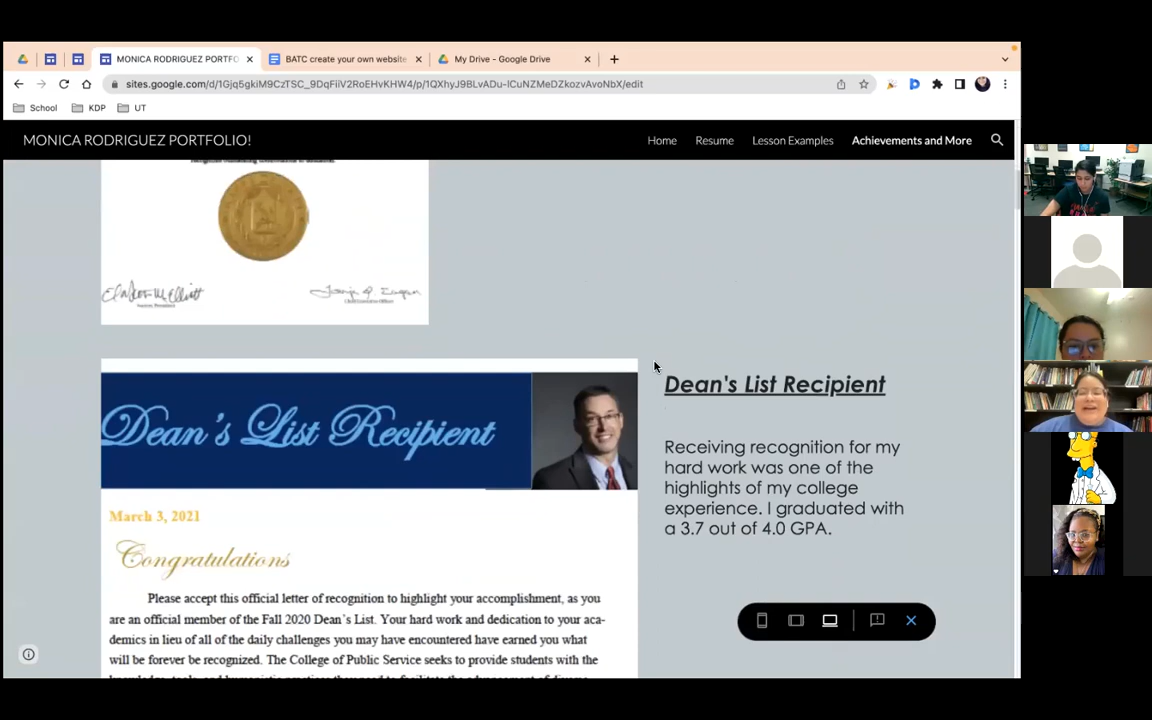 MONICA RODRIGUEZ PORTFO
BATC create your own website
My Drive - Google Drive
sites.google.com/d/1Gjq5gkiM9CzTSC_9DqFiiV2RoEHvKHW4/p/1QXhyJ9BLvADu-lCuNZMeDZkozvAvoNbX/edit
School KDP UT
MONICA RODRIGUEZ PORTFOLIO!
Home Resume Lesson Examples Achievements and More
Dean's List Recipient
March 3, 2021
Congratulations
Please accept this official letter of recognition to highlight your accomplishment, as you
are an official member of the Fall 2020 Dean's List. Your hard work and dedication to your aca-
demics in lieu of all of the daily challenges you may have encountered have earned you what
will be forever be recognized. The College of Public Service seeks to provide students with the
Dean's List Recipient
Receiving recognition for my
hard work was one of the
highlights of my college
experience. I graduated with
a 3.7 out of 4.0 GPA.